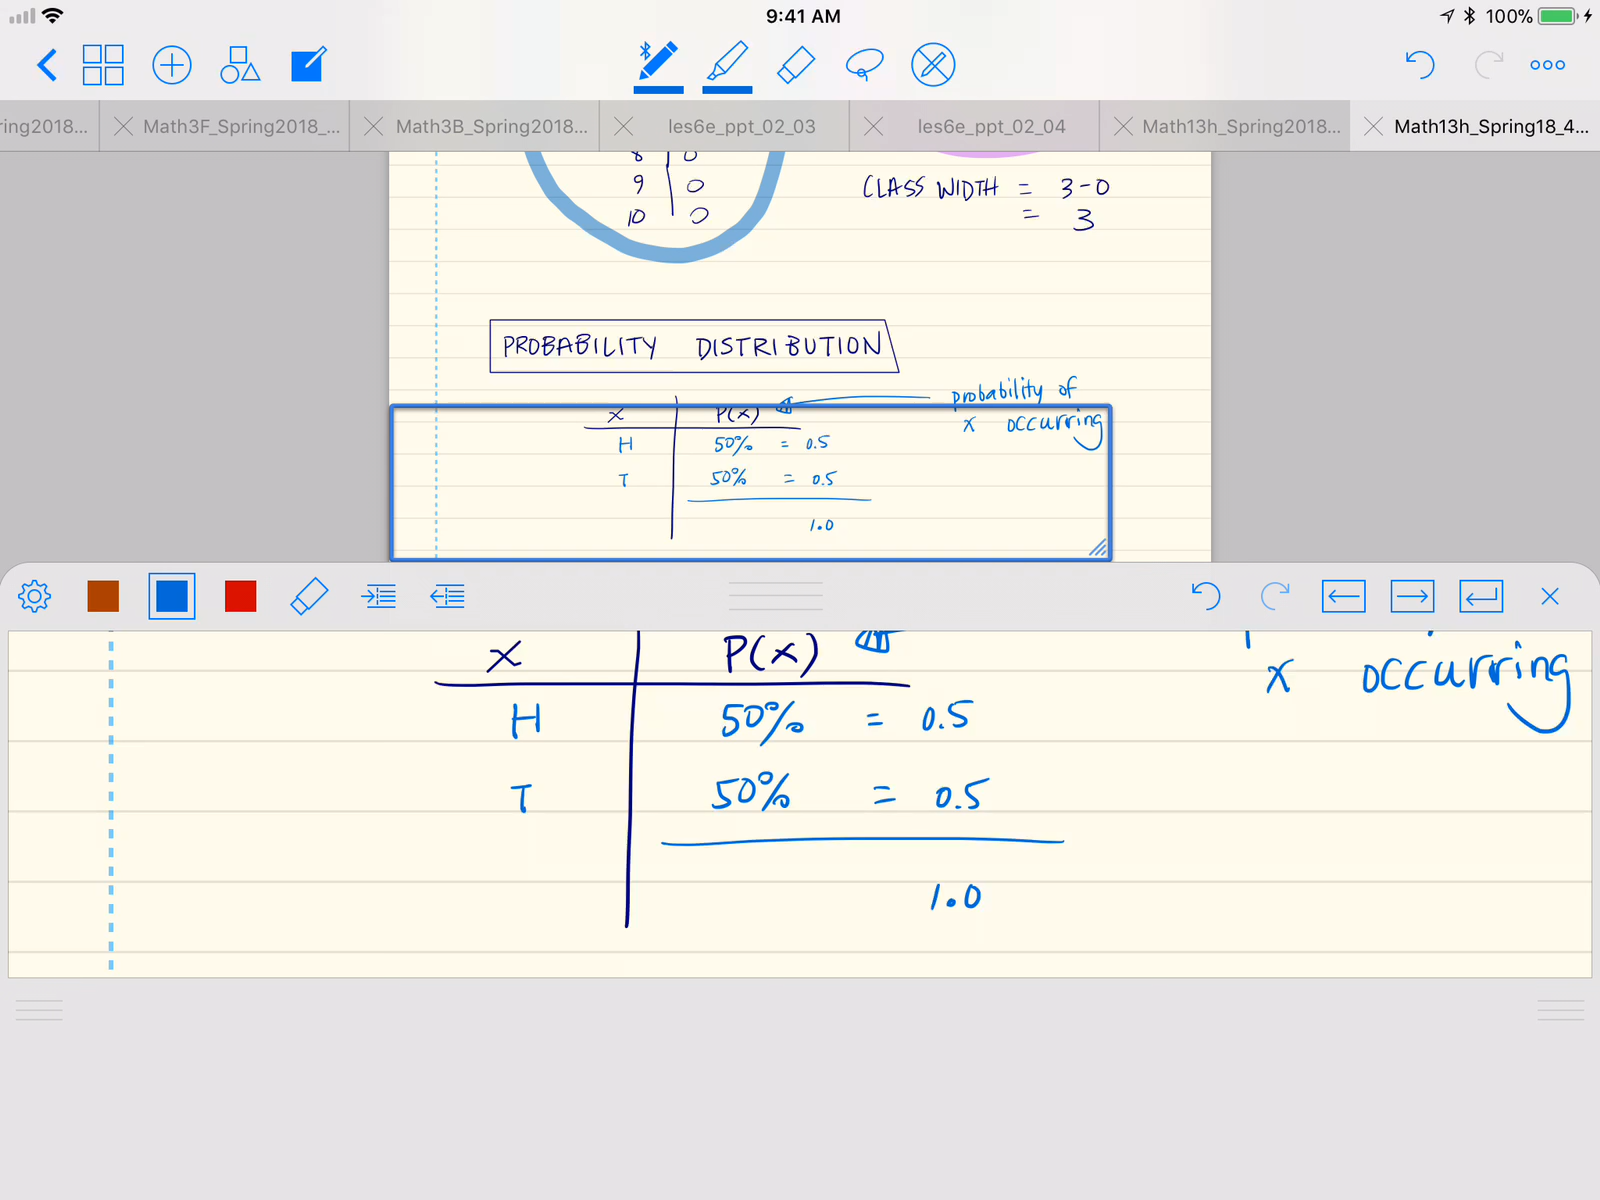 9:41 AM
100%
ring2018...
Math3F_Spring2018_...
Math3B_Spring2018...
les6e_ppt_02_03
les6e_ppt_02_04
Math13h_Spring2018...
Math13h_Spring18_4...
8 0
9 0
10 0
CLASS WIDTH = 3-0
= 3
PROBABILITY DISTRIBUTION
probability of
x occurring
x P(x)
H 50% = 0.5
T 50% = 0.5
1.0
x P(x)
x occurring
H 50% = 0.5
T 50% = 0.5
1.0